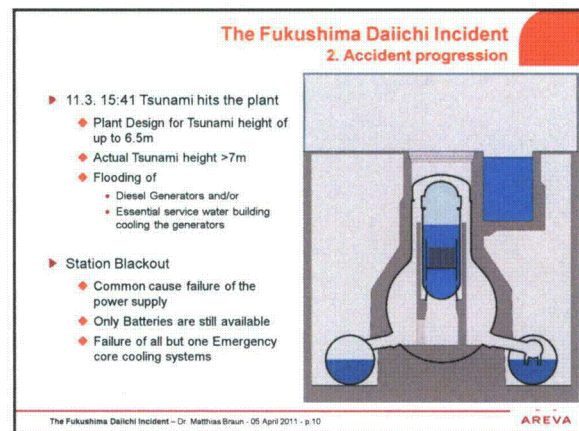 The Fukushima Daiichi Incident
2. Accident progression
11.3. 15:41 Tsunami hits the plant
Plant Design for Tsunami height of
up to 6.5m
Actual Tsunami height >7m
Flooding of
Diesel Generators and/or
Essential service water building
cooling the generators
Station Blackout
Common cause failure of the
power supply
Only Batteries are still available
Failure of all but one Emergency
core cooling systems
The Fukushima Daiichi Incident – Dr. Matthias Braun - 05 April 2011 - p.10
AREVA